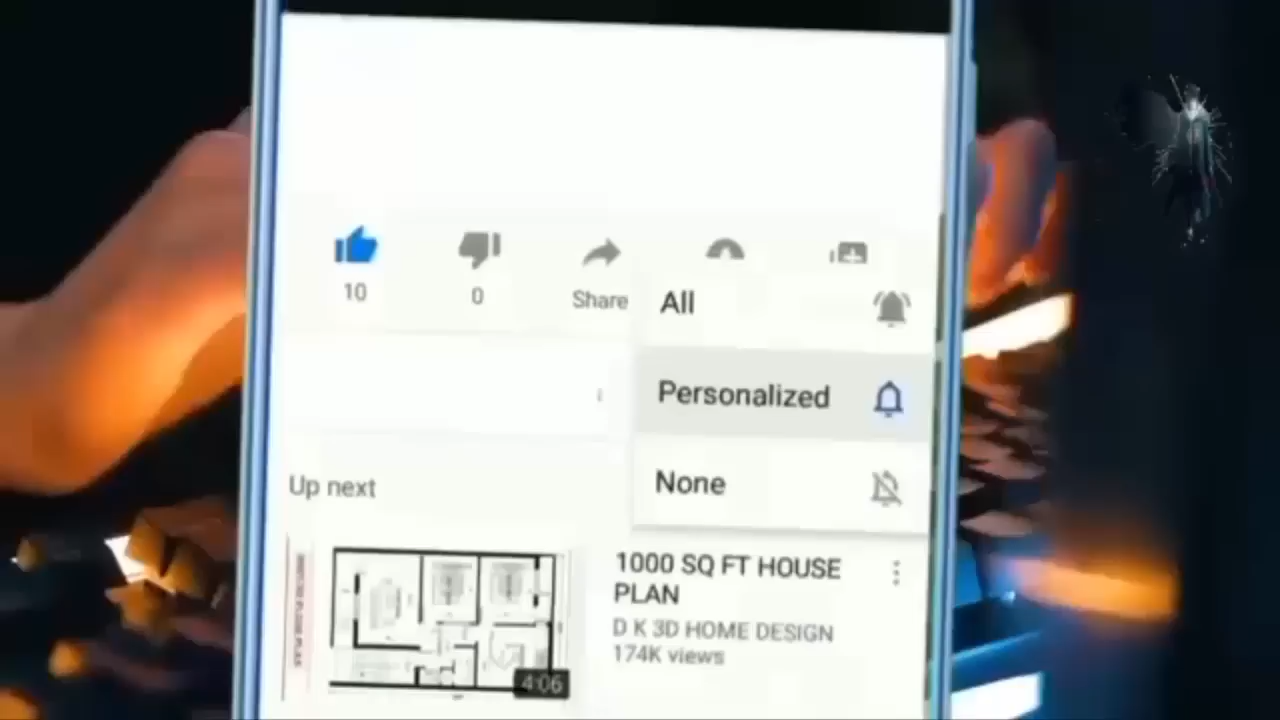 10
0
Share
All
Personalized
None
Up next
1000 SQ FT HOUSE
PLAN
D K 3D HOME DESIGN
174K views
4:06